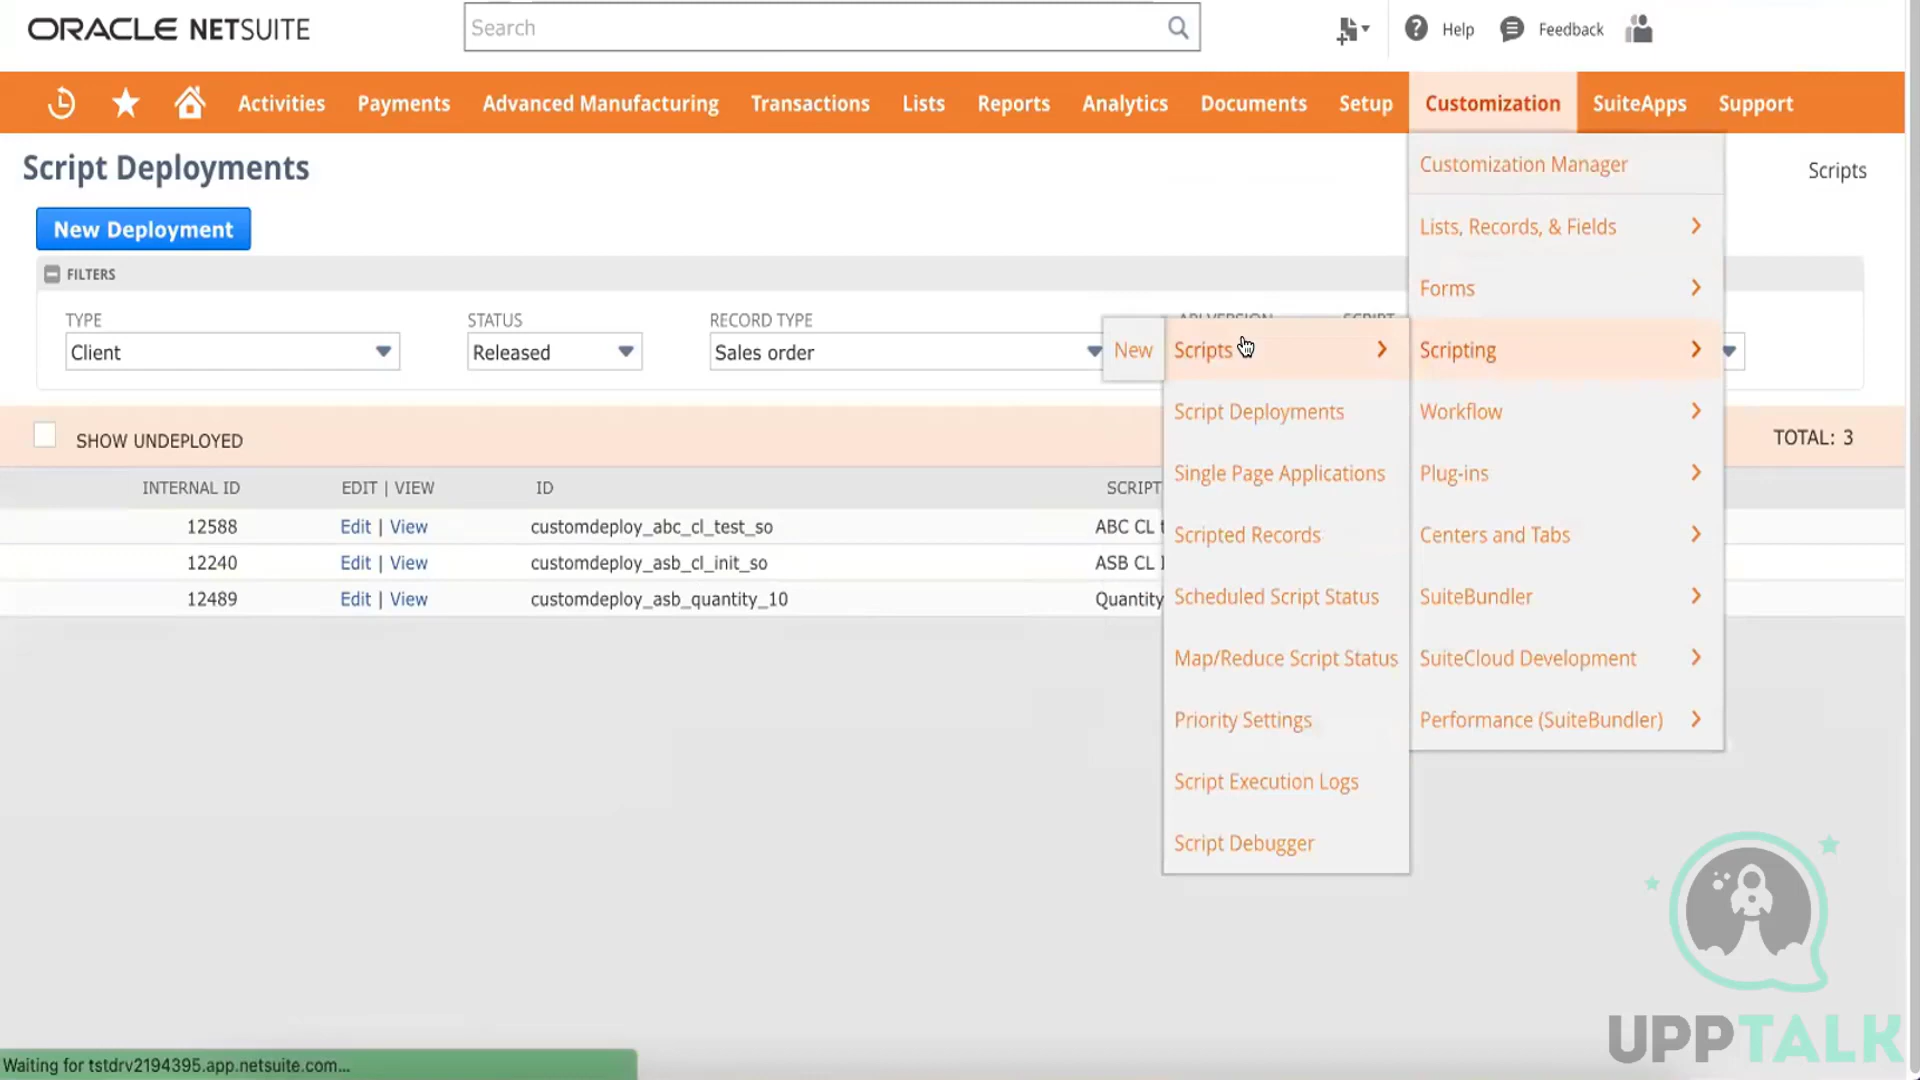 ORACLE NETSUITE
Search
Help
Feedback
Activities
Payments
Advanced Manufacturing
Transactions
Lists
Reports
Analytics
Documents
Setup
Customization
SuiteApps
Support
Script Deployments
Scripts
New Deployment
FILTERS
TYPE
STATUS
RECORD TYPE
Client
Released
Sales order
SHOW UNDEPLOYED
TOTAL: 3
INTERNAL ID EDIT | VIEW ID SCRIPT
12588 Edit | View customdeploy_abc_cl_test_so ABC CL
12240 Edit | View customdeploy_asb_cl_init_so ASB CL
12489 Edit | View customdeploy_asb_quantity_10 Quantity
Customization Manager
Lists, Records, & Fields
Forms
Scripting
Workflow
Plug-ins
Centers and Tabs
SuiteBundler
SuiteCloud Development
Performance (SuiteBundler)
New
Scripts
Script Deployments
Single Page Applications
Scripted Records
Scheduled Script Status
Map/Reduce Script Status
Priority Settings
Script Execution Logs
Script Debugger
UPPTALK
Waiting for tstdrv2194395.app.netsuite.com...